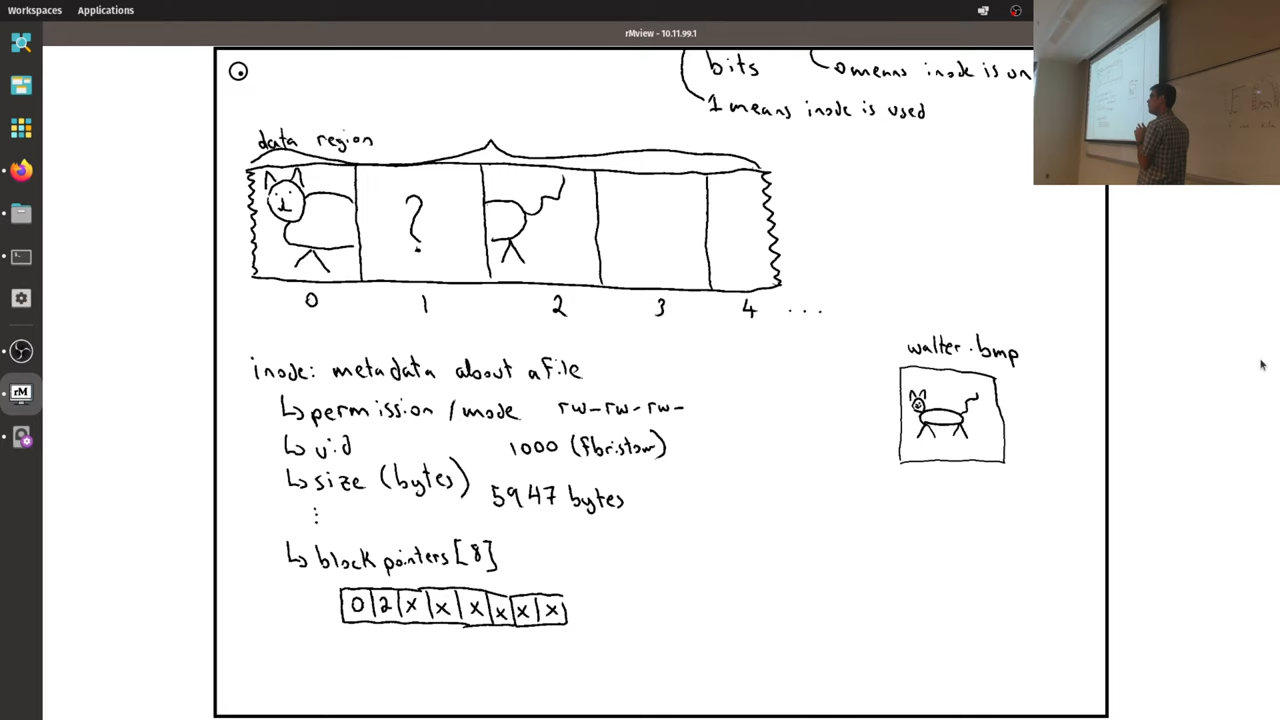 Workspaces Applications
rMview - 10.11.99.1
bits 0 means inode is un
1 means inode is used
data region
?
0 1 2 3 4 ...
walter.bmp
inode: metadata about a file
↳ permission / mode rw-rw-rw-
↳ uid 1000 (fbristow)
↳ size (bytes) 5947 bytes
⋮
↳ block pointers [8]
0 2 x x x x x x
rM